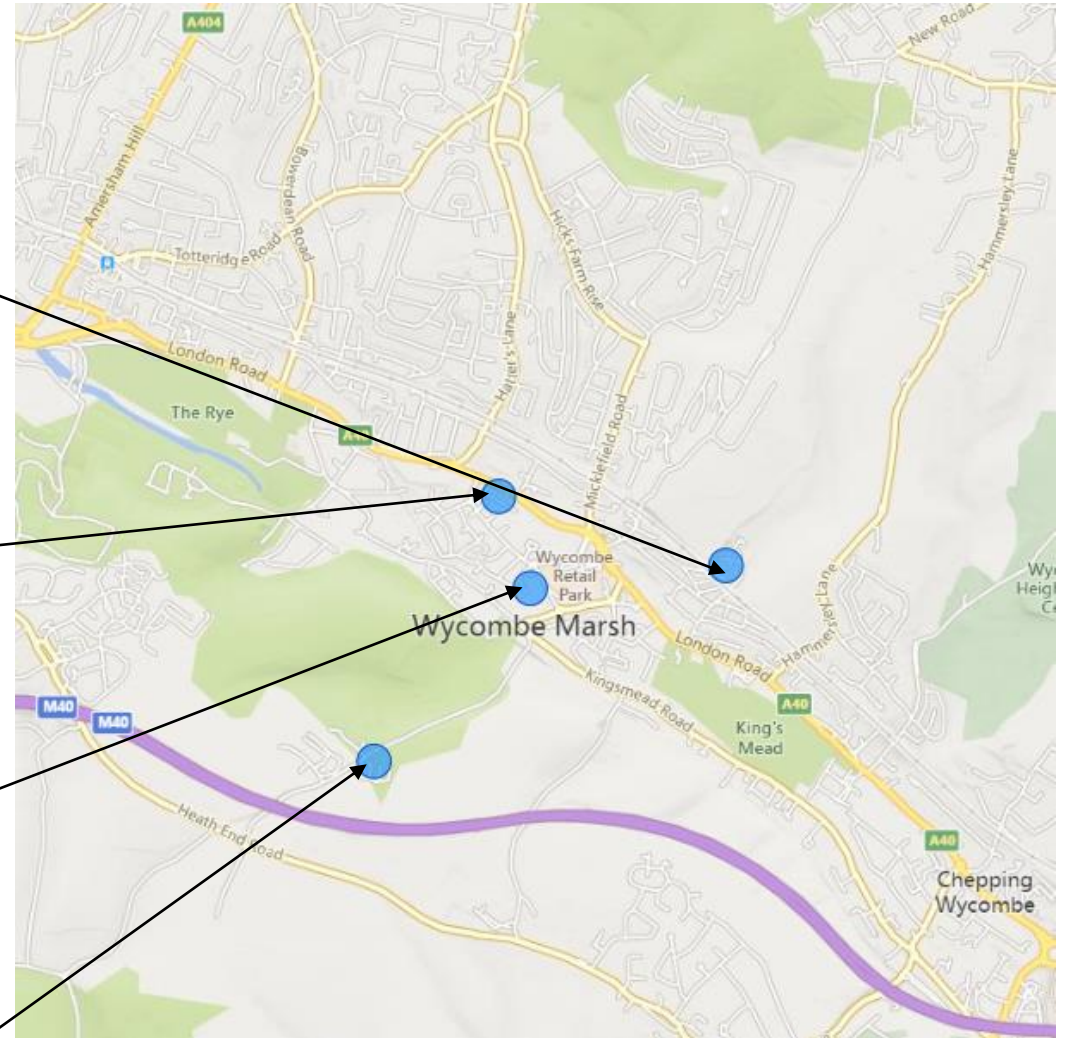 A404
New Road
Amersham Hill
Bowerdean Road
Hammersley Lane
Totteridge Road
Hicks Farm Rise
London Road
Hatter's Lane
The Rye
A40
Micklefield Road
Wycombe
Retail
Park
Wycombe Marsh
Hammersley Lane
London Road
Kingsmead Road
M40
M40
A40
King's
Mead
Heath End Road
A40
Chepping
Wycombe